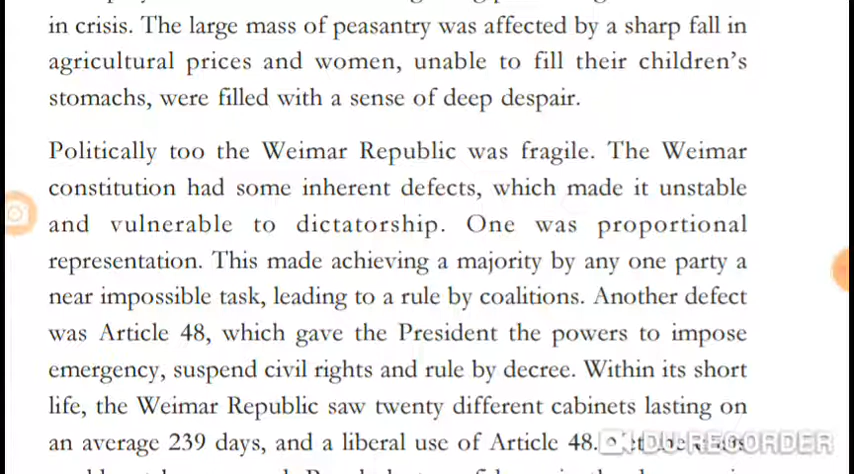 in crisis. The large mass of peasantry was affected by a sharp fall in
agricultural prices and women, unable to fill their children's
stomachs, were filled with a sense of deep despair.
Politically too the Weimar Republic was fragile. The Weimar
constitution had some inherent defects, which made it unstable
and vulnerable to dictatorship. One was proportional
representation. This made achieving a majority by any one party a
near impossible task, leading to a rule by coalitions. Another defect
was Article 48, which gave the President the powers to impose
emergency, suspend civil rights and rule by decree. Within its short
life, the Weimar Republic saw twenty different cabinets lasting on
an average 239 days, and a liberal use of Article 48.
DU RECORDER